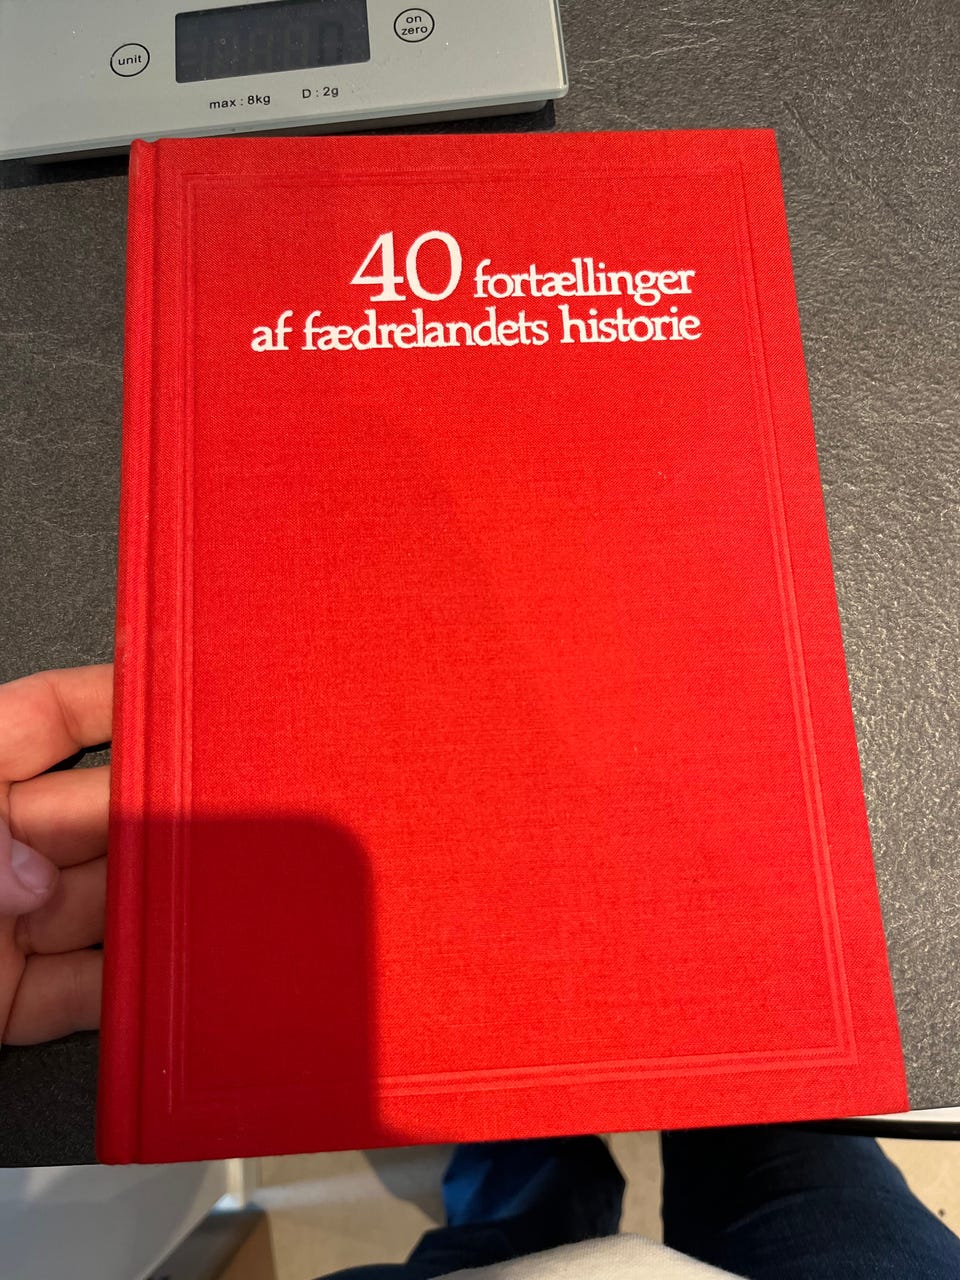 unit
on
zero
max : 8kg D : 2g
40 fortællinger
af fædrelandets historie